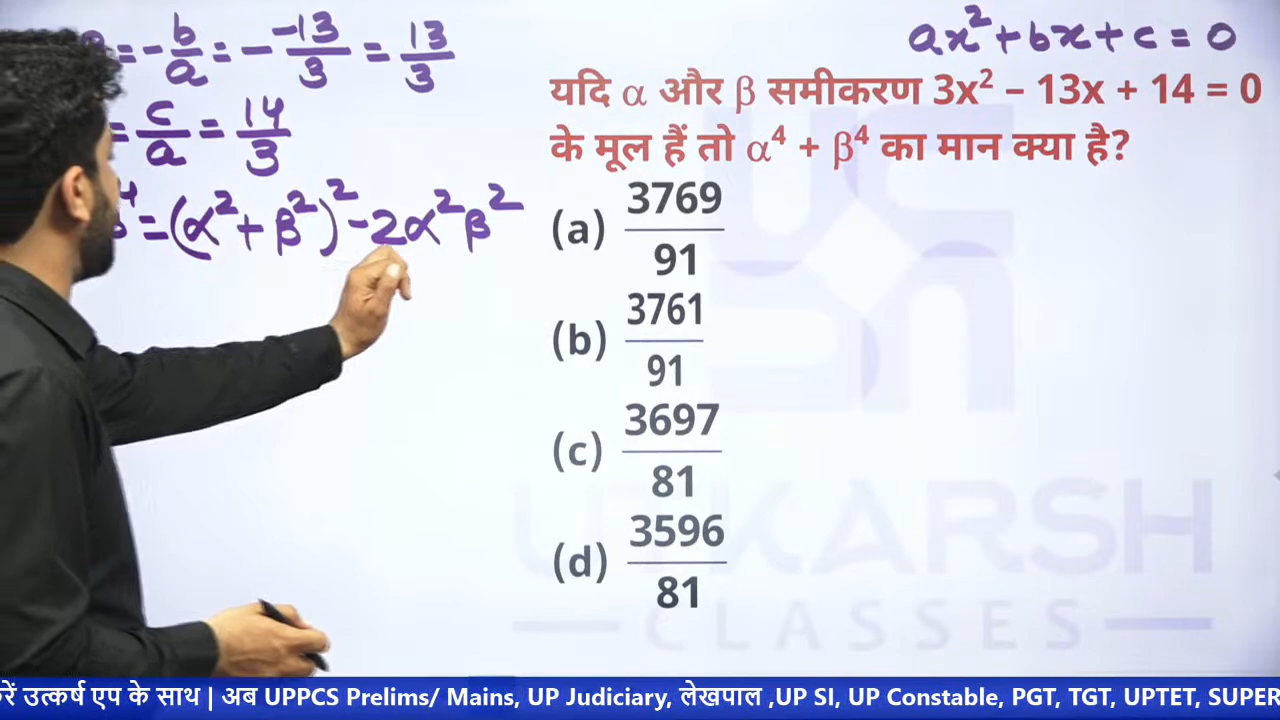 ax² + bx + c = 0
= -b/a = - -13/3 = 13/3
= c/a = 14/3
= (α² + β²)² - 2α²β²
यदि α और β समीकरण 3x² – 13x + 14 = 0
के मूल हैं तो α⁴ + β⁴ का मान क्या है?
(a) 3769/91
(b) 3761/91
(c) 3697/81
(d) 3596/81
UTKARSH
CLASSES
रें उत्कर्ष एप के साथ | अब UPPCS Prelims/ Mains, UP Judiciary, लेखपाल ,UP SI, UP Constable, PGT, TGT, UPTET, SUPER